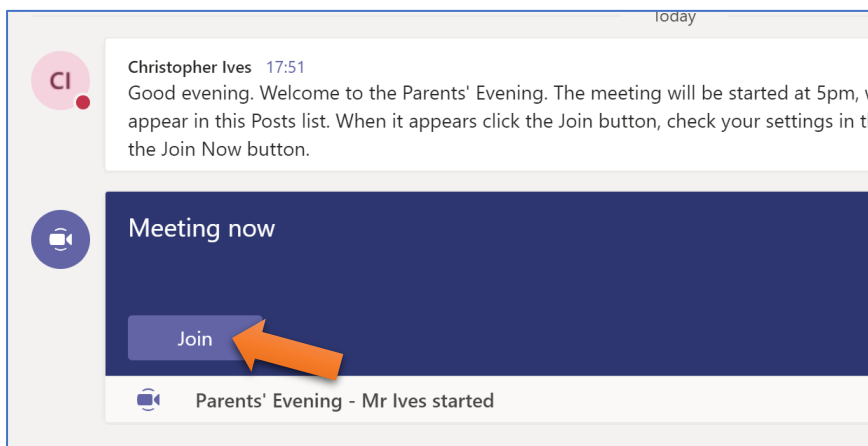 Today
CI
Christopher Ives 17:51
Good evening. Welcome to the Parents' Evening. The meeting will be started at 5pm,
appear in this Posts list. When it appears click the Join button, check your settings in
the Join Now button.
Meeting now
Join
Parents' Evening - Mr Ives started